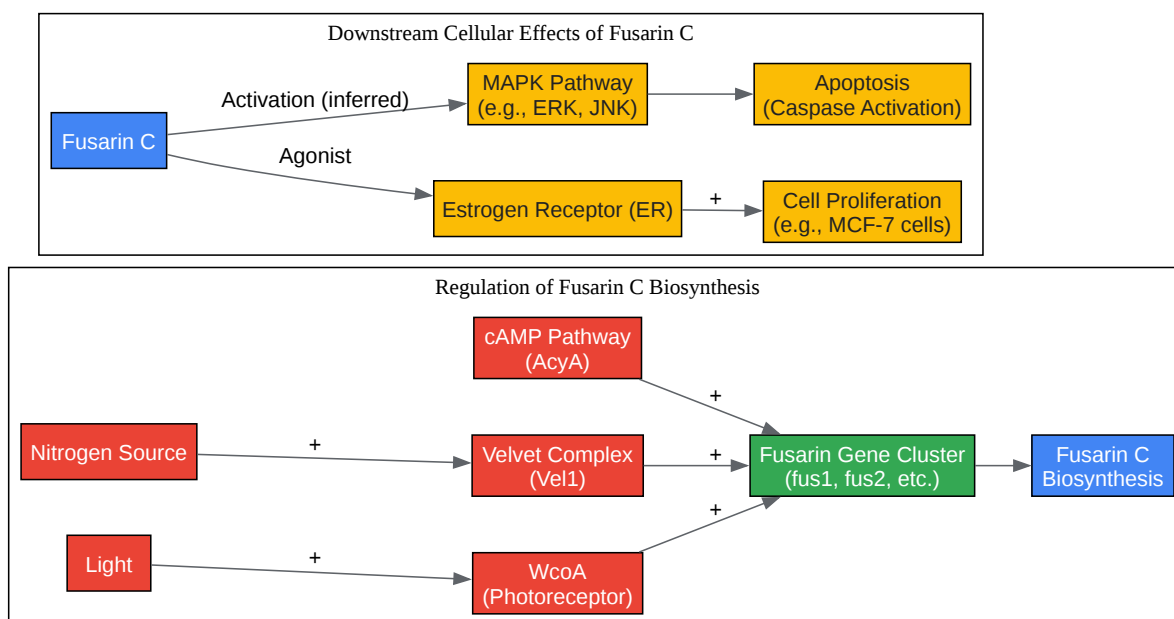 Downstream Cellular Effects of Fusarin C
Fusarin C
Activation (inferred)
Agonist
MAPK Pathway
(e.g., ERK, JNK)
Apoptosis
(Caspase Activation)
Estrogen Receptor (ER)
+
Cell Proliferation
(e.g., MCF-7 cells)
Regulation of Fusarin C Biosynthesis
cAMP Pathway
(AcyA)
+
Nitrogen Source
+
Velvet Complex
(Vel1)
+
Fusarin Gene Cluster
(fus1, fus2, etc.)
Fusarin C
Biosynthesis
Light
+
WcoA
(Photoreceptor)
+